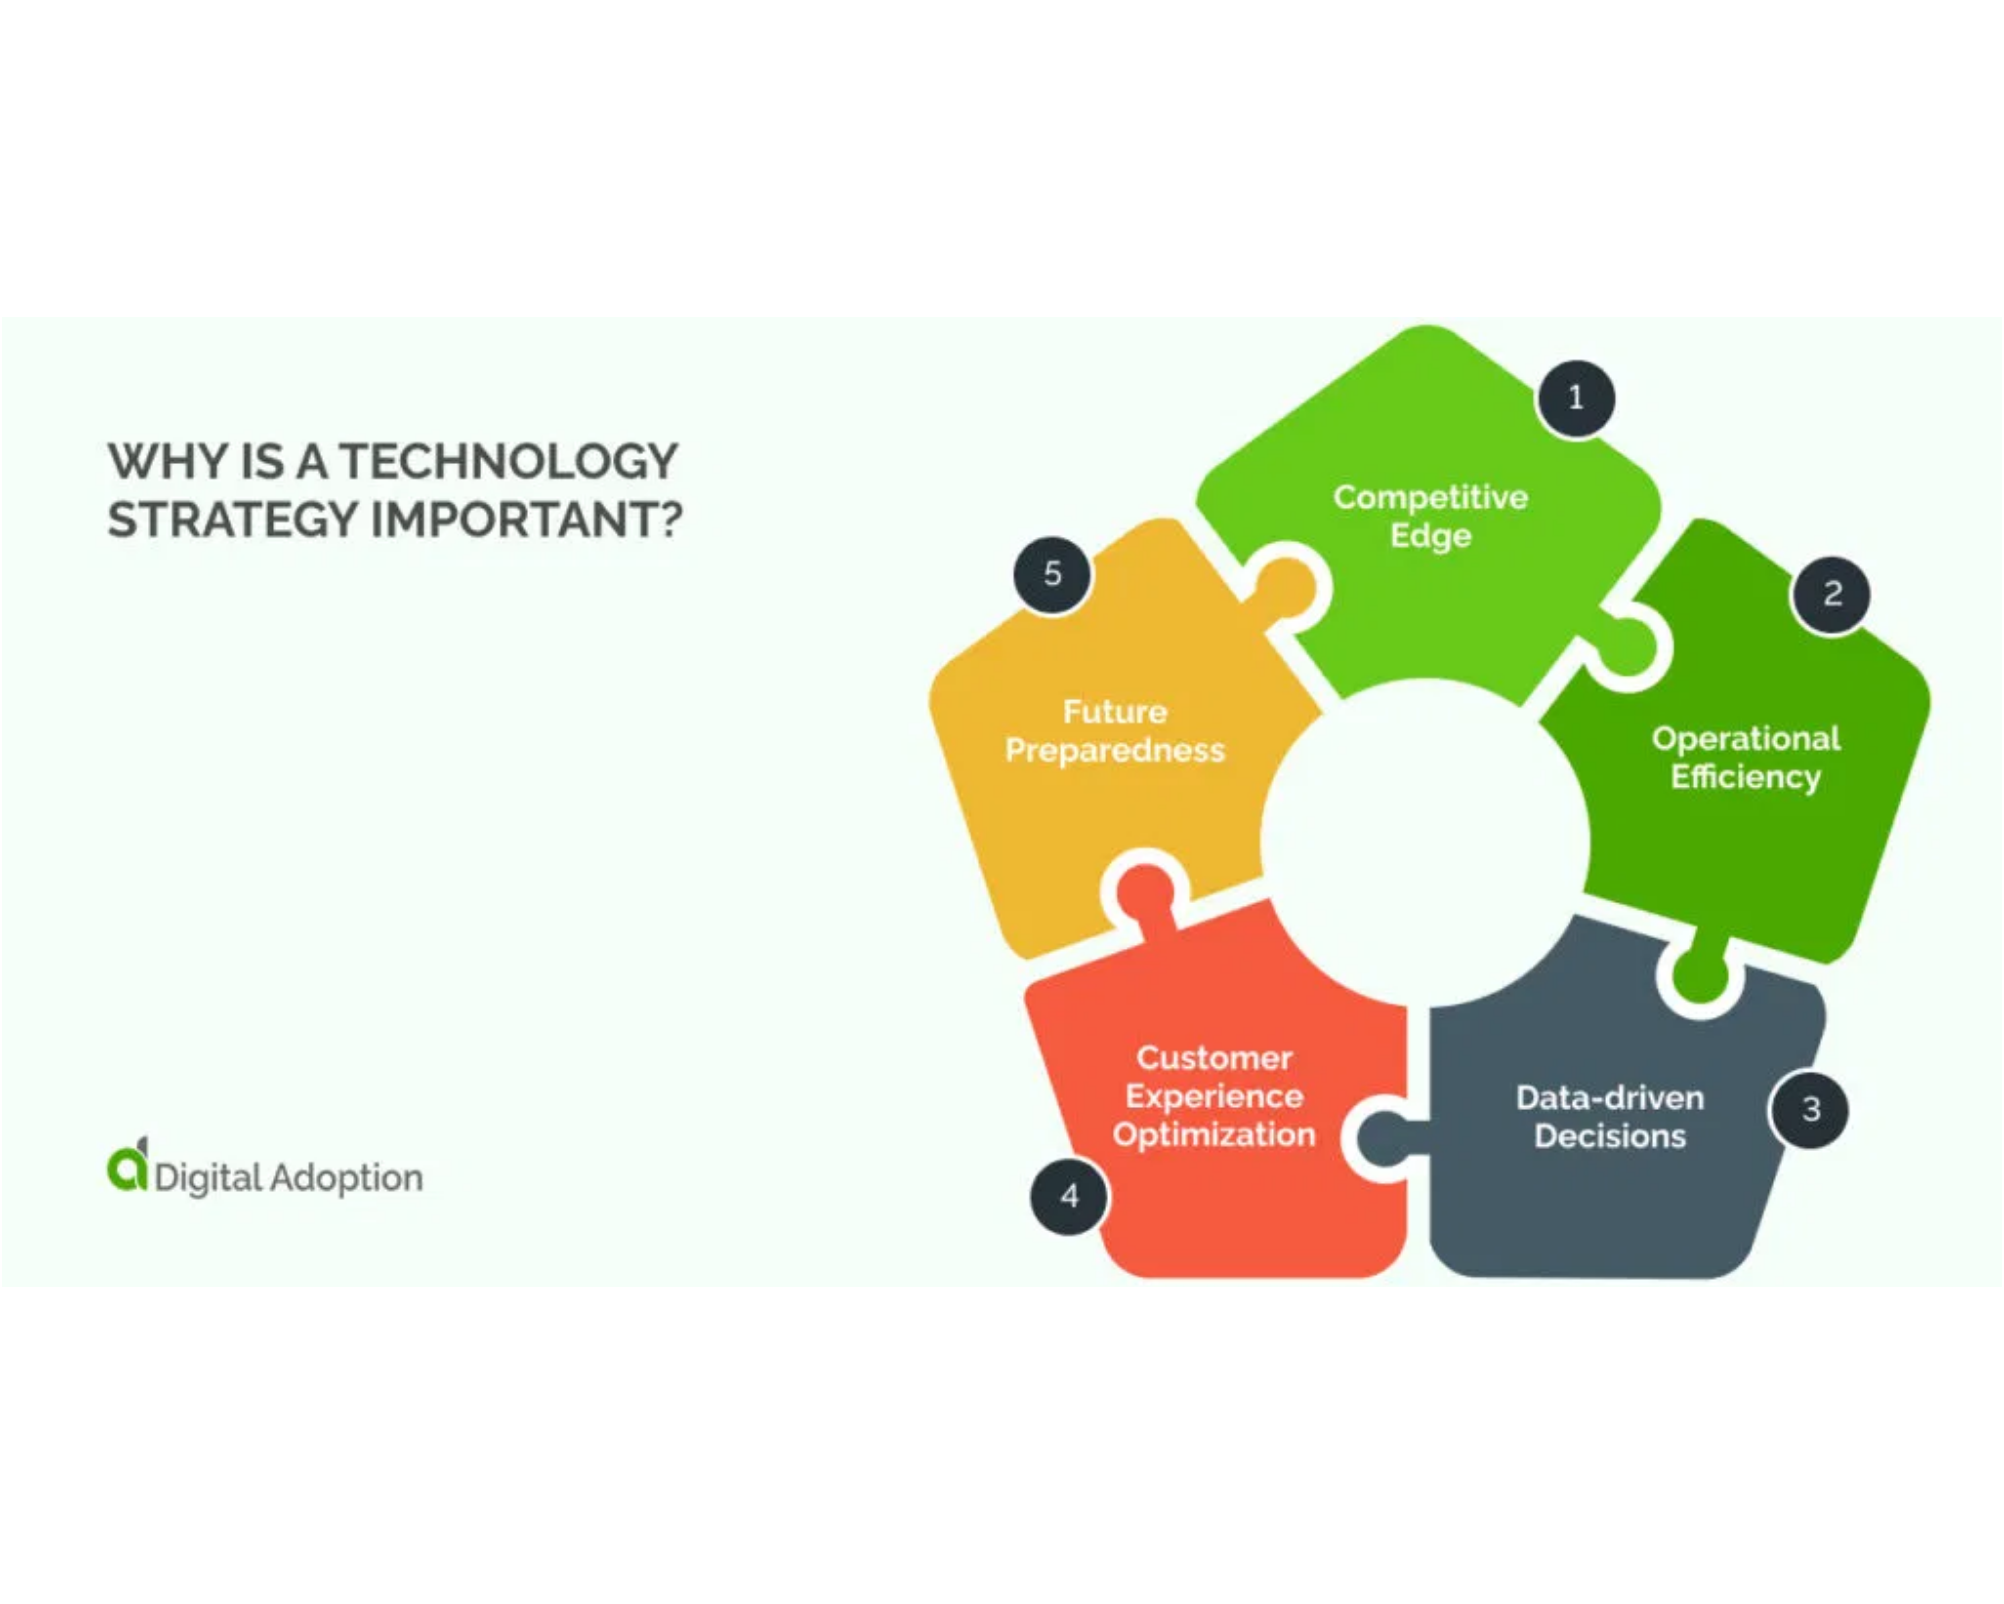 WHY IS A TECHNOLOGY
STRATEGY IMPORTANT?
1
Competitive
Edge
2
Operational
Efficiency
3
Data-driven
Decisions
4
Customer
Experience
Optimization
5
Future
Preparedness
Digital Adoption